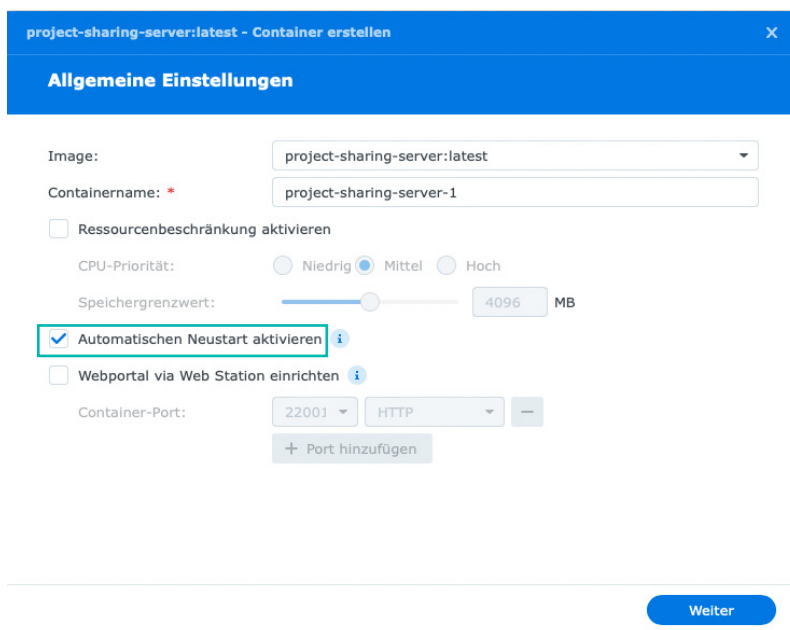 project-sharing-server:latest - Container erstellen
Allgemeine Einstellungen
Image: project-sharing-server:latest
Containername: * project-sharing-server-1
Ressourcenbeschränkung aktivieren
CPU-Priorität: Niedrig Mittel Hoch
Speichergrenzwert: 4096 MB
Automatischen Neustart aktivieren i
Webportal via Web Station einrichten i
Container-Port: 22001 HTTP
+ Port hinzufügen
Weiter